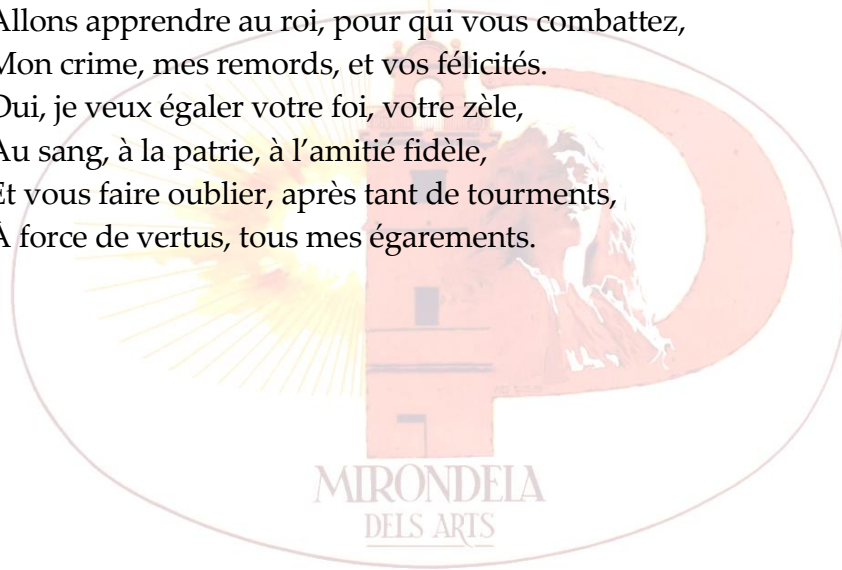 Allons apprendre au roi, pour qui vous combattez,
Mon crime, mes remords, et vos félicités.
Oui, je veux égaler votre foi, votre zèle,
Au sang, à la patrie, à l’amitié fidèle,
Et vous faire oublier, après tant de tourments,
À force de vertus, tous mes égarements.
MIRONDELA
DELS ARTS